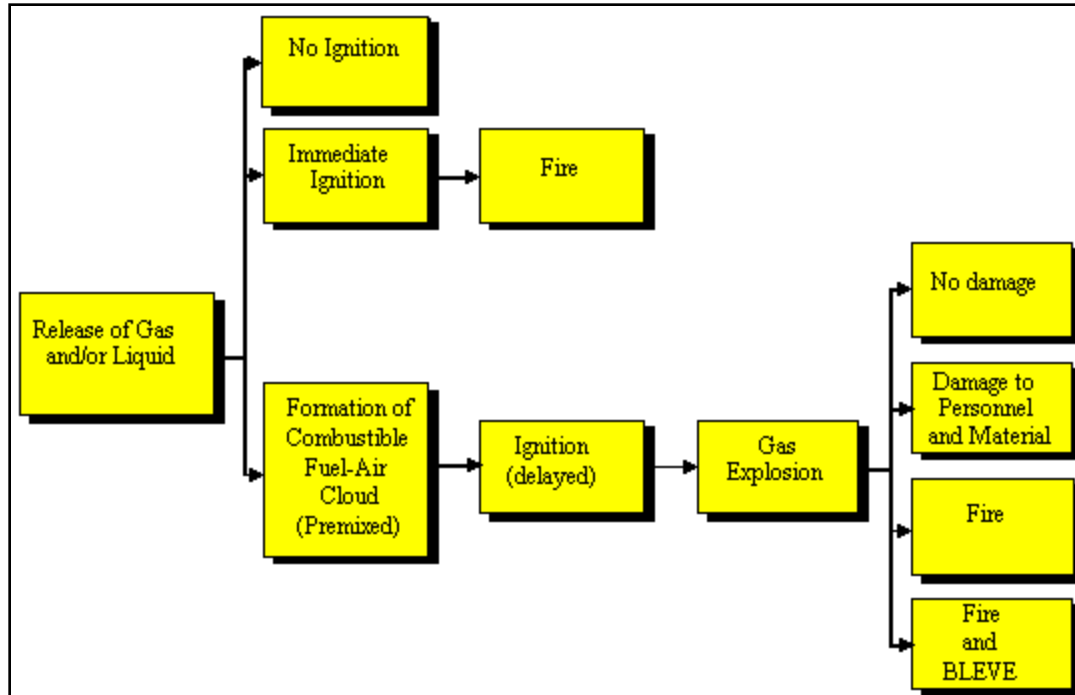 No Ignition
Immediate
Ignition
Fire
Release of Gas
and/or Liquid
Formation of
Combustible
Fuel-Air
Cloud
(Premixed)
Ignition
(delayed)
Gas
Explosion
No damage
Damage to
Personnel
and Material
Fire
Fire
and
BLEVE